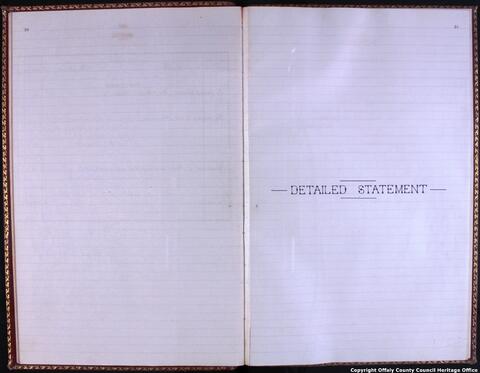 — DETAILED STATEMENT —
Copyright Offaly County Council Heritage Office